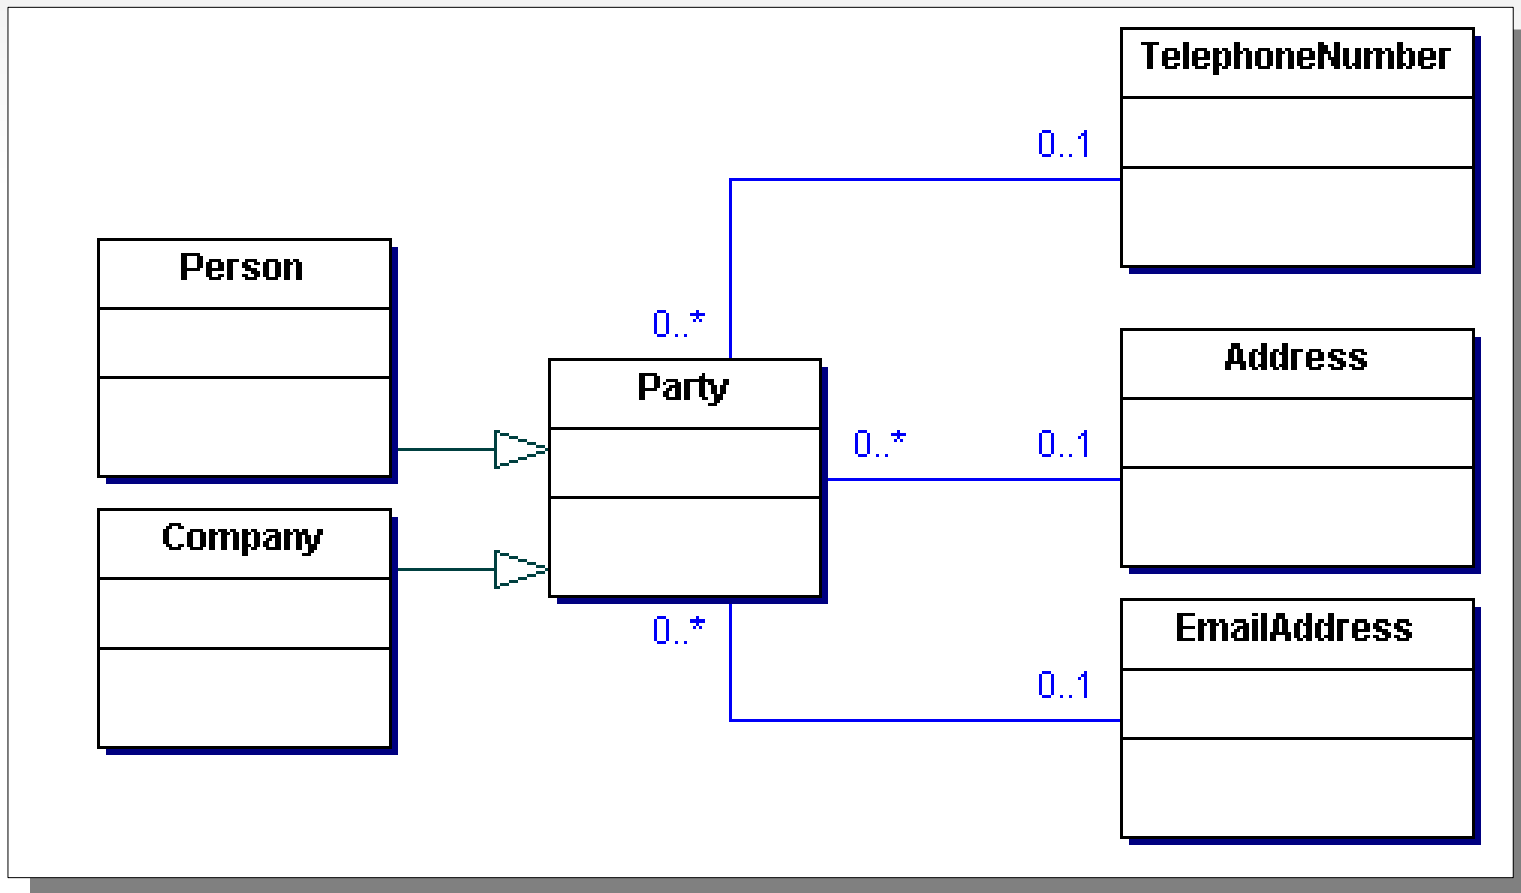 TelephoneNumber
0..1
Person
0..*
Address
Party
0..*
0..1
Company
0..*
EmailAddress
0..1